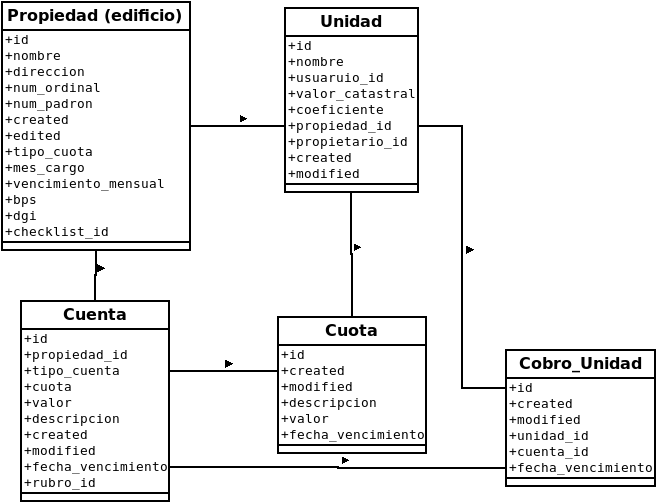 Propiedad (edificio)
+id
+nombre
+direccion
+num_ordinal
+num_padron
+created
+edited
+tipo_cuota
+mes_cargo
+vencimiento_mensual
+bps
+dgi
+checklist_id
Unidad
+id
+nombre
+usuaruio_id
+valor_catastral
+coeficiente
+propiedad_id
+propietario_id
+created
+modified
Cuenta
+id
+propiedad_id
+tipo_cuenta
+cuota
+valor
+descripcion
+created
+modified
+fecha_vencimiento
+rubro_id
Cuota
+id
+created
+modified
+descripcion
+valor
+fecha_vencimiento
Cobro_Unidad
+id
+created
+modified
+unidad_id
+cuenta_id
+fecha_vencimiento